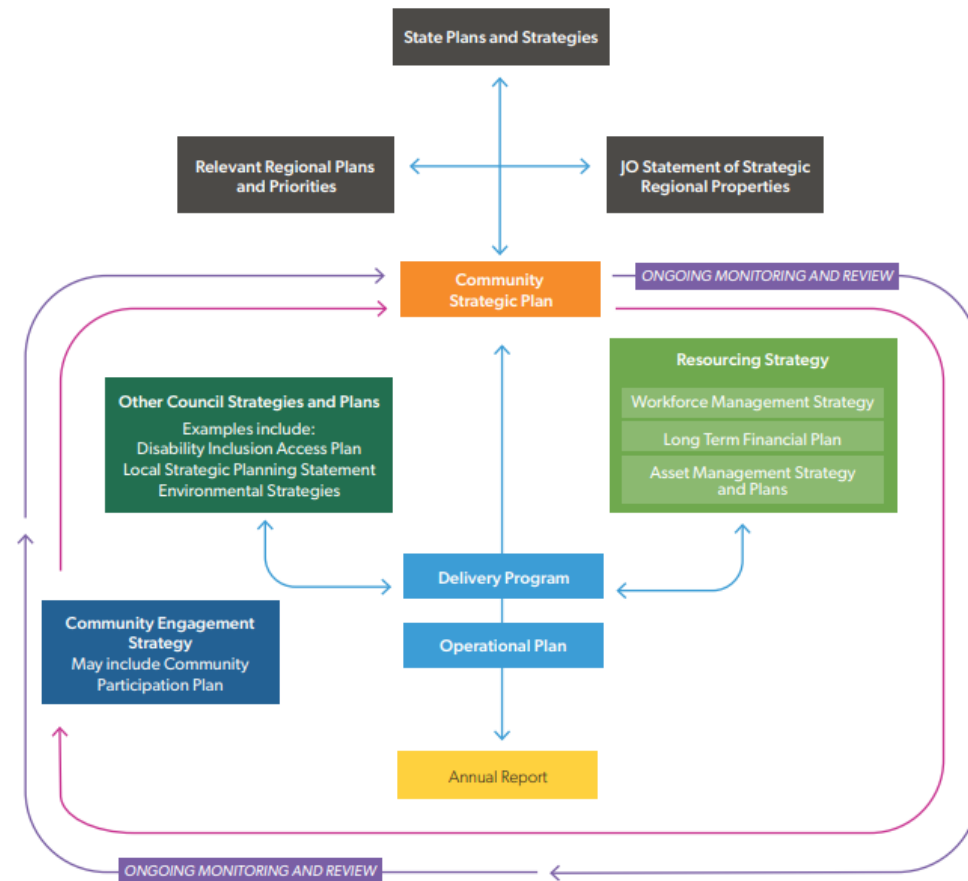 State Plans and Strategies
Relevant Regional Plans
and Priorities
JO Statement of Strategic
Regional Properties
Community
Strategic Plan
ONGOING MONITORING AND REVIEW
Resourcing Strategy
Workforce Management Strategy
Long Term Financial Plan
Asset Management Strategy
and Plans
Other Council Strategies and Plans
Examples include:
Disability Inclusion Access Plan
Local Strategic Planning Statement
Environmental Strategies
Delivery Program
Operational Plan
Community Engagement
Strategy
May include Community
Participation Plan
Annual Report
ONGOING MONITORING AND REVIEW